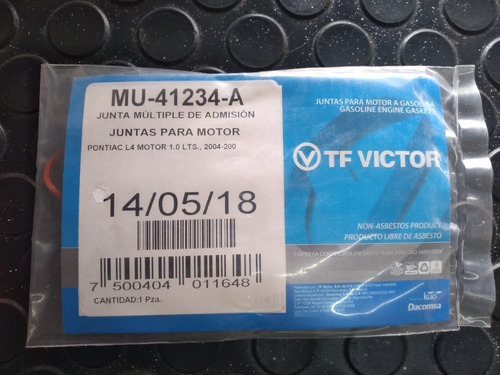 MU-41234-A
JUNTA MÚLTIPLE DE ADMISIÓN
JUNTAS PARA MOTOR
PONTIAC L4 MOTOR 1.0 LTS., 2004-200
14/05/18
7 500404 011648
CANTIDAD:1 Pza..
JUNTAS PARA MOTOR A GASOLINA
GASOLINE ENGINE GASKETS
TF VICTOR
NON-ASBESTOS PRODUCT
PRODUCTO LIBRE DE ASBESTO
kuo
Dacomsa